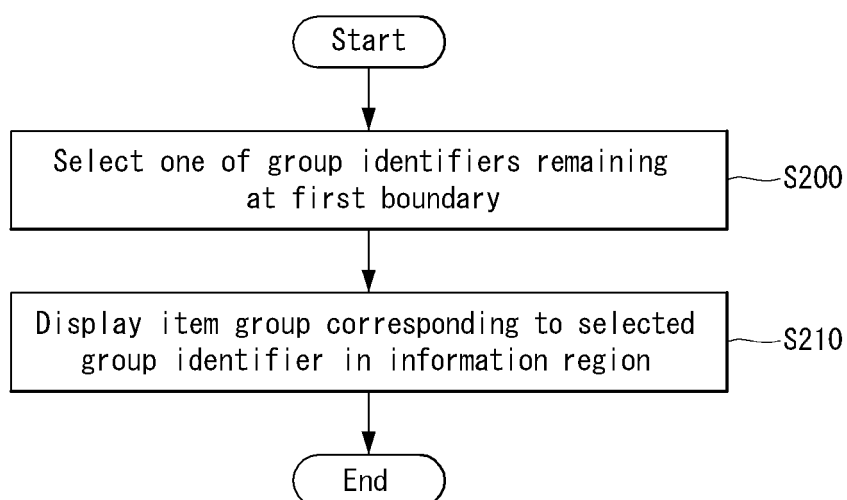 Start
Select one of group identifiers remaining
at first boundary
S200
Display item group corresponding to selected
group identifier in information region
S210
End